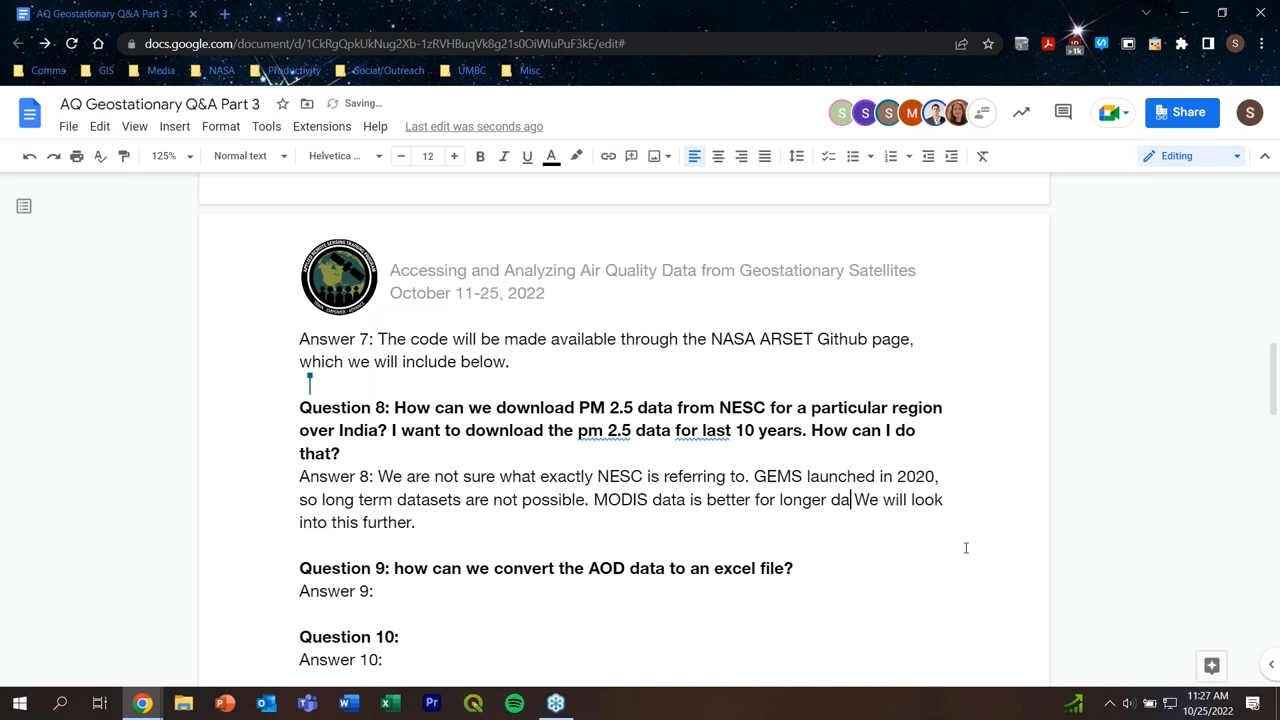 AQ Geostationary Q&A Part 3 -
docs.google.com/document/d/1CkRgQpkUkNug2Xb-1zRVHBuqVk8g21s0OiWIuPuF3kE/edit#
>1k
S
Comms
GIS
Media
NASA
Productivity
Social/Outreach
UMBC
Misc
AQ Geostationary Q&A Part 3
Saving…
S
S
M
Share
S
File Edit View Insert Format Tools Extensions Help Last edit was seconds ago
125% Normal text Helvetica ... 12 Editing
Accessing and Analyzing Air Quality Data from Geostationary Satellites
October 11-25, 2022
Answer 7: The code will be made available through the NASA ARSET Github page,
which we will include below.
Question 8: How can we download PM 2.5 data from NESC for a particular region
over India? I want to download the pm 2.5 data for last 10 years. How can I do
that?
Answer 8: We are not sure what exactly NESC is referring to. GEMS launched in 2020,
so long term datasets are not possible. MODIS data is better for longer da We will look
into this further.
Question 9: how can we convert the AOD data to an excel file?
Answer 9:
Question 10:
Answer 10:
11:27 AM
10/25/2022